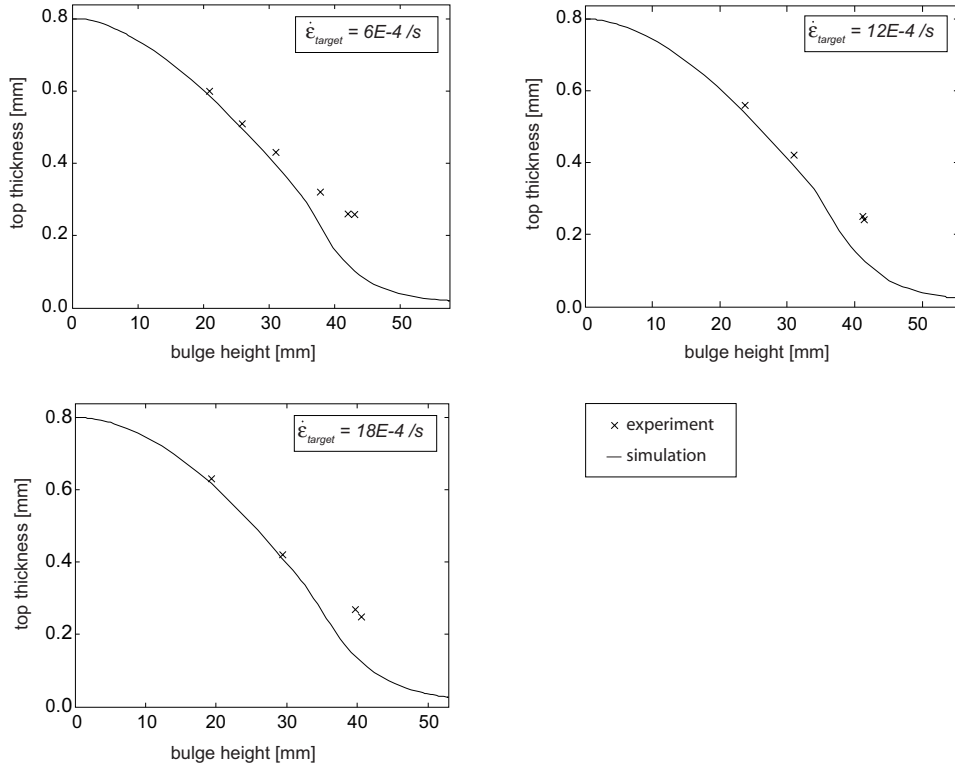 0.8
0.6
0.4
0.2
0.0
top thickness [mm]
ε̇target = 6E-4 /s
0 10 20 30 40 50
bulge height [mm]
0.8
0.6
0.4
0.2
0.0
top thickness [mm]
ε̇target = 12E-4 /s
0 10 20 30 40 50
bulge height [mm]
0.8
0.6
0.4
0.2
0.0
top thickness [mm]
ε̇target = 18E-4 /s
0 10 20 30 40 50
bulge height [mm]
× experiment
— simulation